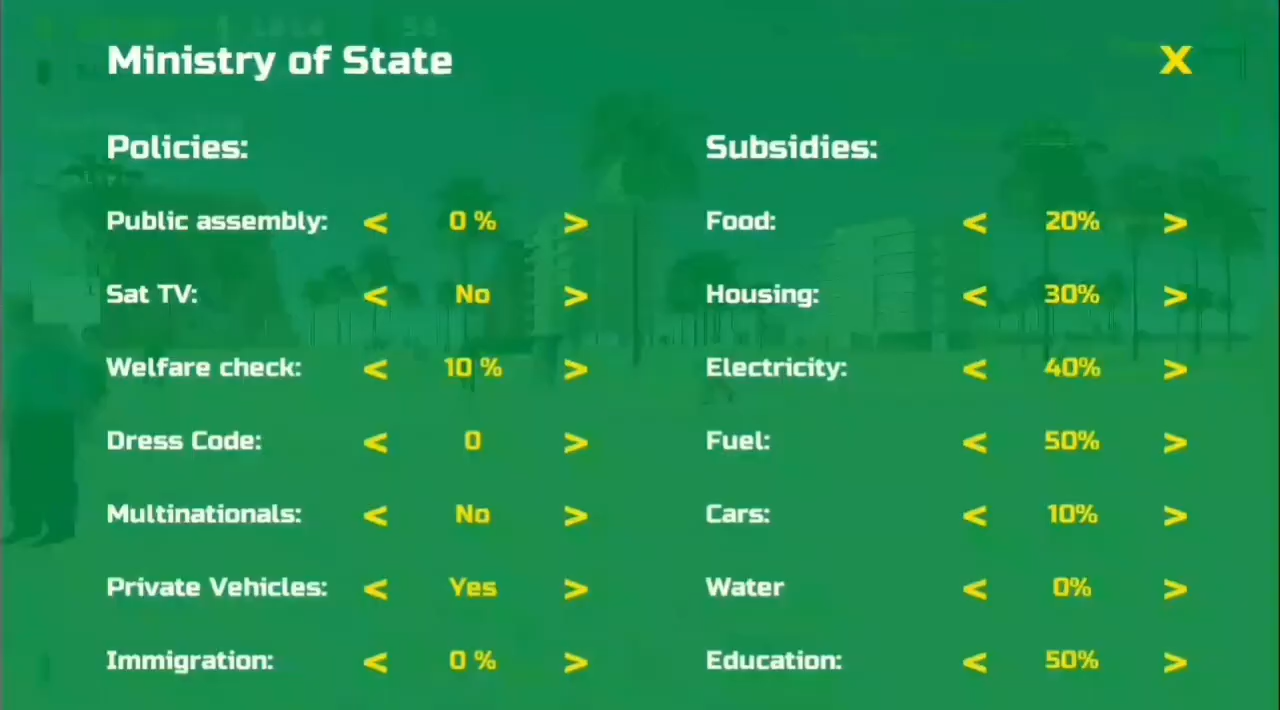 Ministry of State
X
Policies:
Subsidies:
Public assembly: < 0 % >
Food: < 20% >
Sat TV: < No >
Housing: < 30% >
Welfare check: < 10 % >
Electricity: < 40% >
Dress Code: < 0 >
Fuel: < 50% >
Multinationals: < No >
Cars: < 10% >
Private Vehicles: < Yes >
Water < 0% >
Immigration: < 0 % >
Education: < 50% >